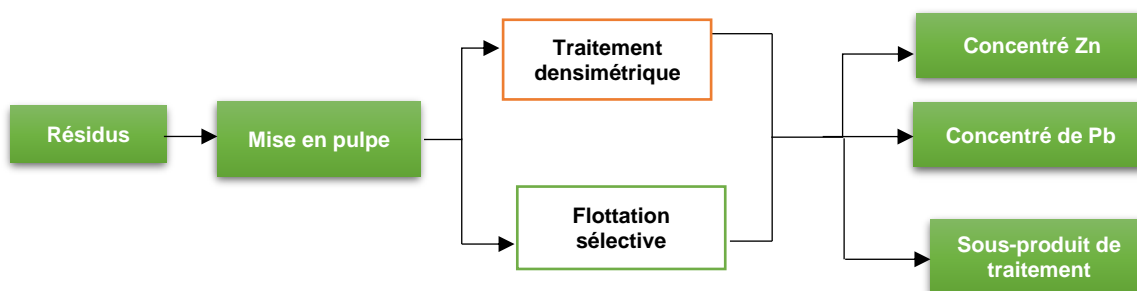 Résidus
Mise en pulpe
Traitement
densimétrique
Flottation
sélective
Concentré Zn
Concentré de Pb
Sous-produit de
traitement